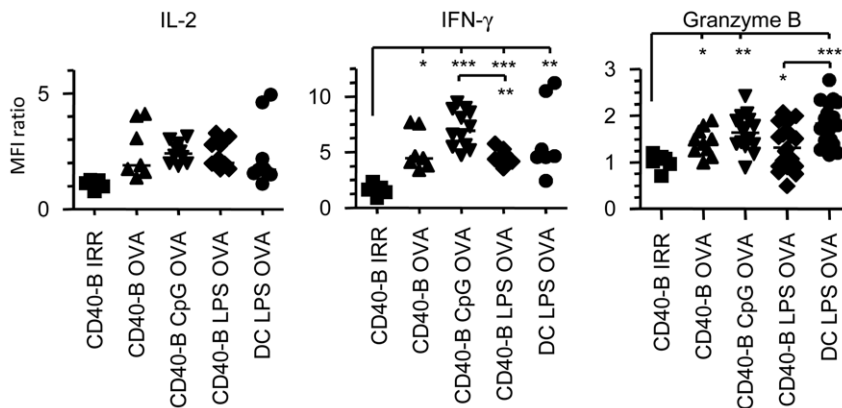 IL-2
IFN-γ
Granzyme B
MFI ratio
5
0
10
5
0
3
2
1
0
*
***
***
**
**
*
**
***
*
CD40-B IRR
CD40-B OVA
CD40-B CpG OVA
CD40-B LPS OVA
DC LPS OVA
CD40-B IRR
CD40-B OVA
CD40-B CpG OVA
CD40-B LPS OVA
DC LPS OVA
CD40-B IRR
CD40-B OVA
CD40-B CpG OVA
CD40-B LPS OVA
DC LPS OVA